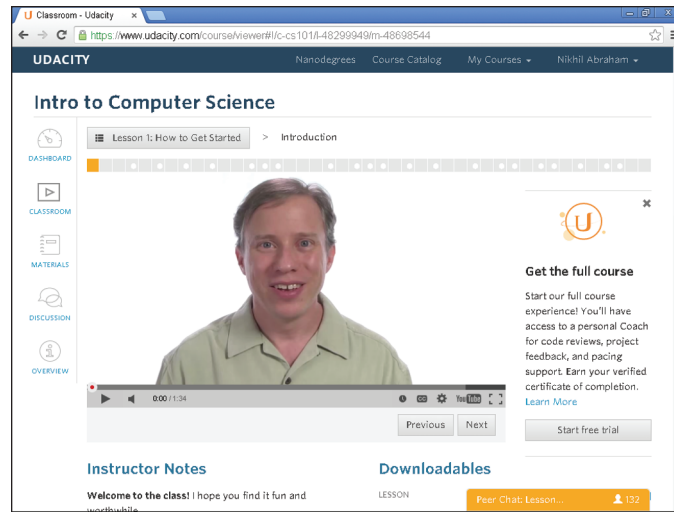 Classroom - Udacity
https://www.udacity.com/course/viewer#!/c-cs101/l-48299949/m-48698544
UDACITY Nanodegrees Course Catalog My Courses Nikhil Abraham
Intro to Computer Science
Lesson 1: How to Get Started > Introduction
DASHBOARD
CLASSROOM
MATERIALS
DISCUSSION
OVERVIEW
U
Get the full course
Start our full course
experience! You'll have
access to a personal Coach
for code reviews, project
feedback, and pacing
support. Earn your verified
certificate of completion.
Learn More
Start free trial
0:00 / 1:34 CC YouTube
Previous Next
Instructor Notes
Welcome to the class! I hope you find it fun and
worthwhile
Downloadables
LESSON
Peer Chat: Lesson... 132